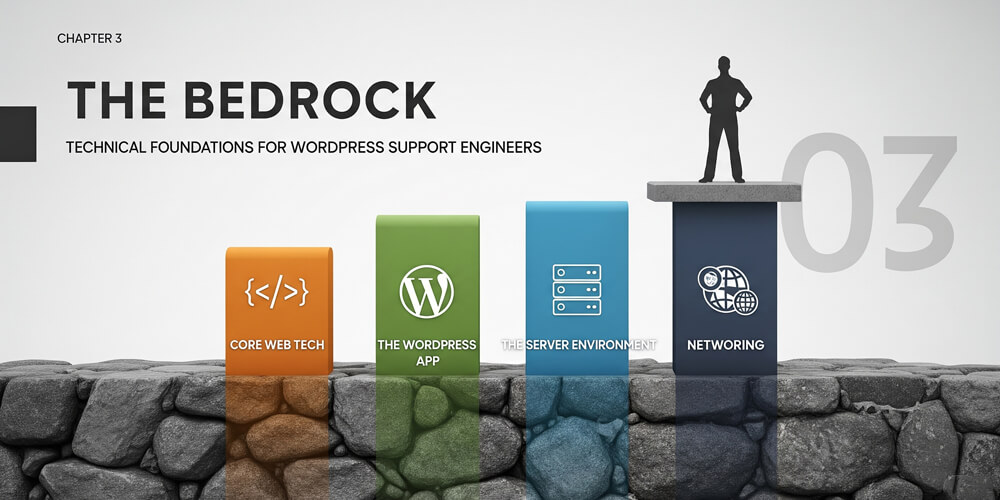 CHAPTER 3
THE BEDROCK
TECHNICAL FOUNDATIONS FOR WORDPRESS SUPPORT ENGINEERS
03
{</>}
CORE WEB TECH
THE WORDPRESS
APP
THE SERVER ENVIRONMENT
NETWORING